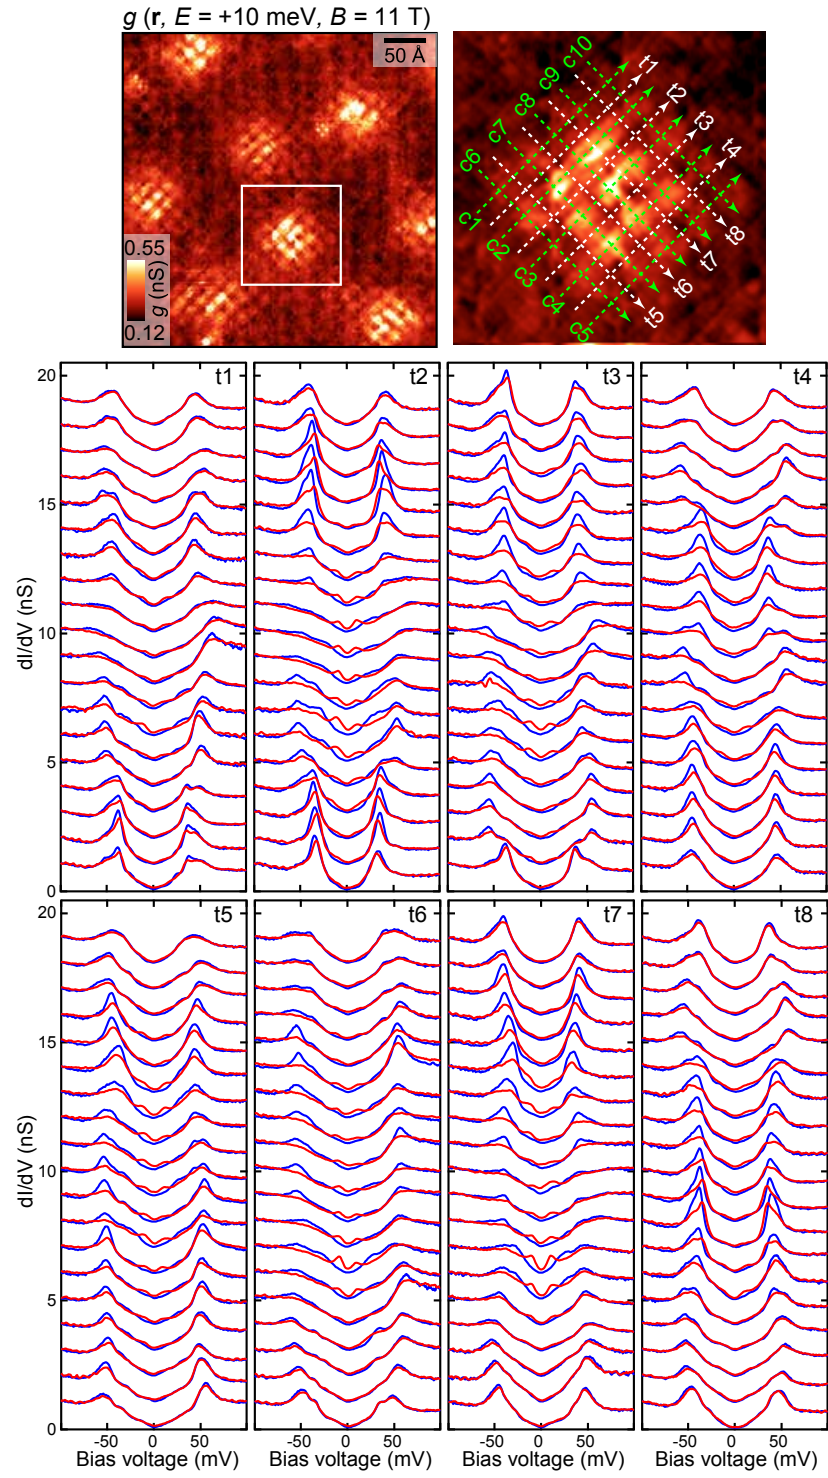 g (r, E = +10 meV, B = 11 T)
50 Å
0.55
g (nS)
0.12
c10
c9
c8
c7
c6
c1
c2
c3
c4
c5
t1
t2
t3
t4
t8
t7
t6
t5
t1
t2
t3
t4
20
15
10
5
0
dI/dV (nS)
t5
t6
t7
t8
20
15
10
5
0
dI/dV (nS)
-50 0 50 -50 0 50 -50 0 50 -50 0 50
Bias voltage (mV) Bias voltage (mV) Bias voltage (mV) Bias voltage (mV)